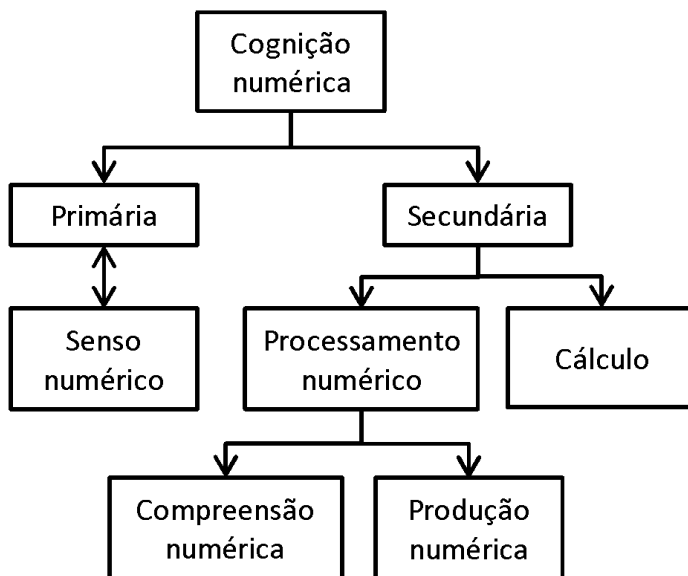 Cognição
numérica
Primária
Secundária
Senso
numérico
Processamento
numérico
Cálculo
Compreensão
numérica
Produção
numérica